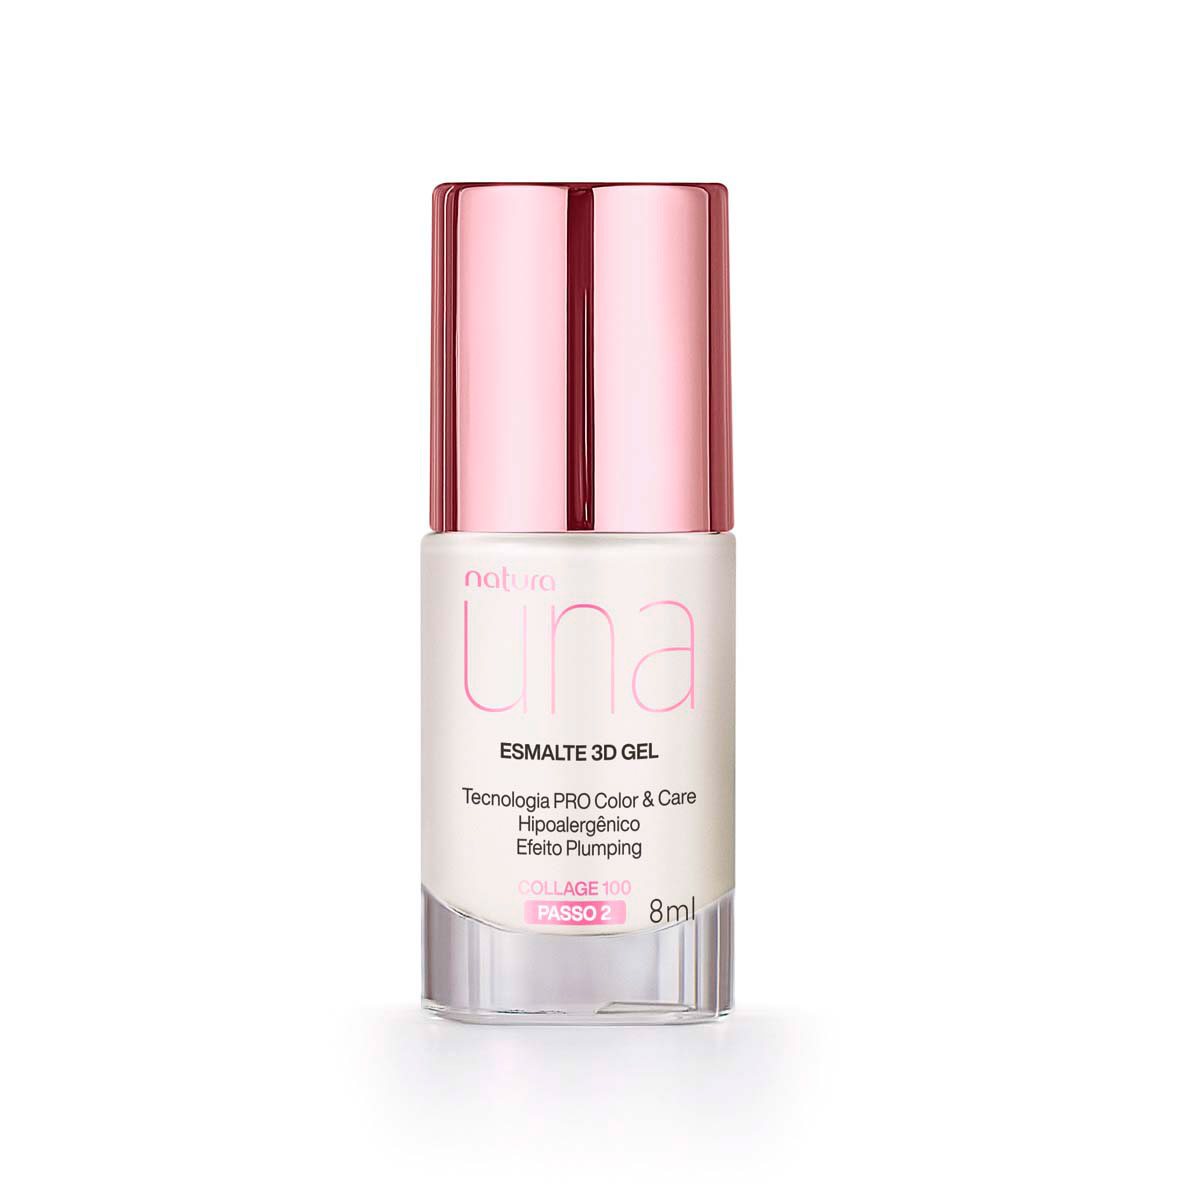 natura
una
ESMALTE 3D GEL
Tecnologia PRO Color & Care
Hipoalergênico
Efeito Plumping
COLLAGE 100
PASSO 2
8ml